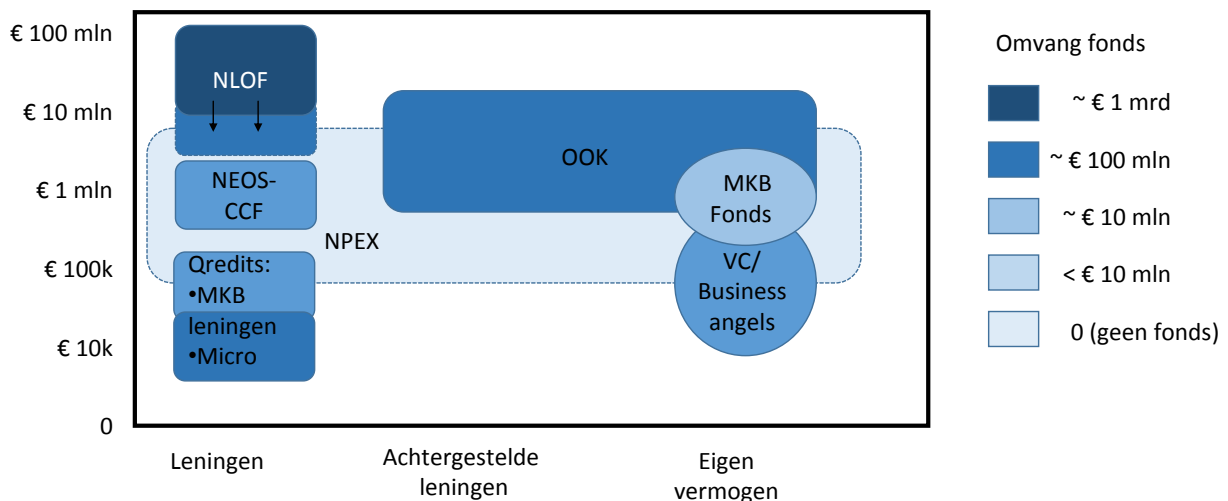 € 100 mln
€ 10 mln
€ 1 mln
€ 100k
€ 10k
0
NLOF
NEOS-
CCF
NPEX
Qredits:
•MKB
leningen
•Micro
OOK
MKB
Fonds
VC/
Business
angels
Leningen
Achtergestelde
leningen
Eigen
vermogen
Omvang fonds
~ € 1 mrd
~ € 100 mln
~ € 10 mln
< € 10 mln
0 (geen fonds)